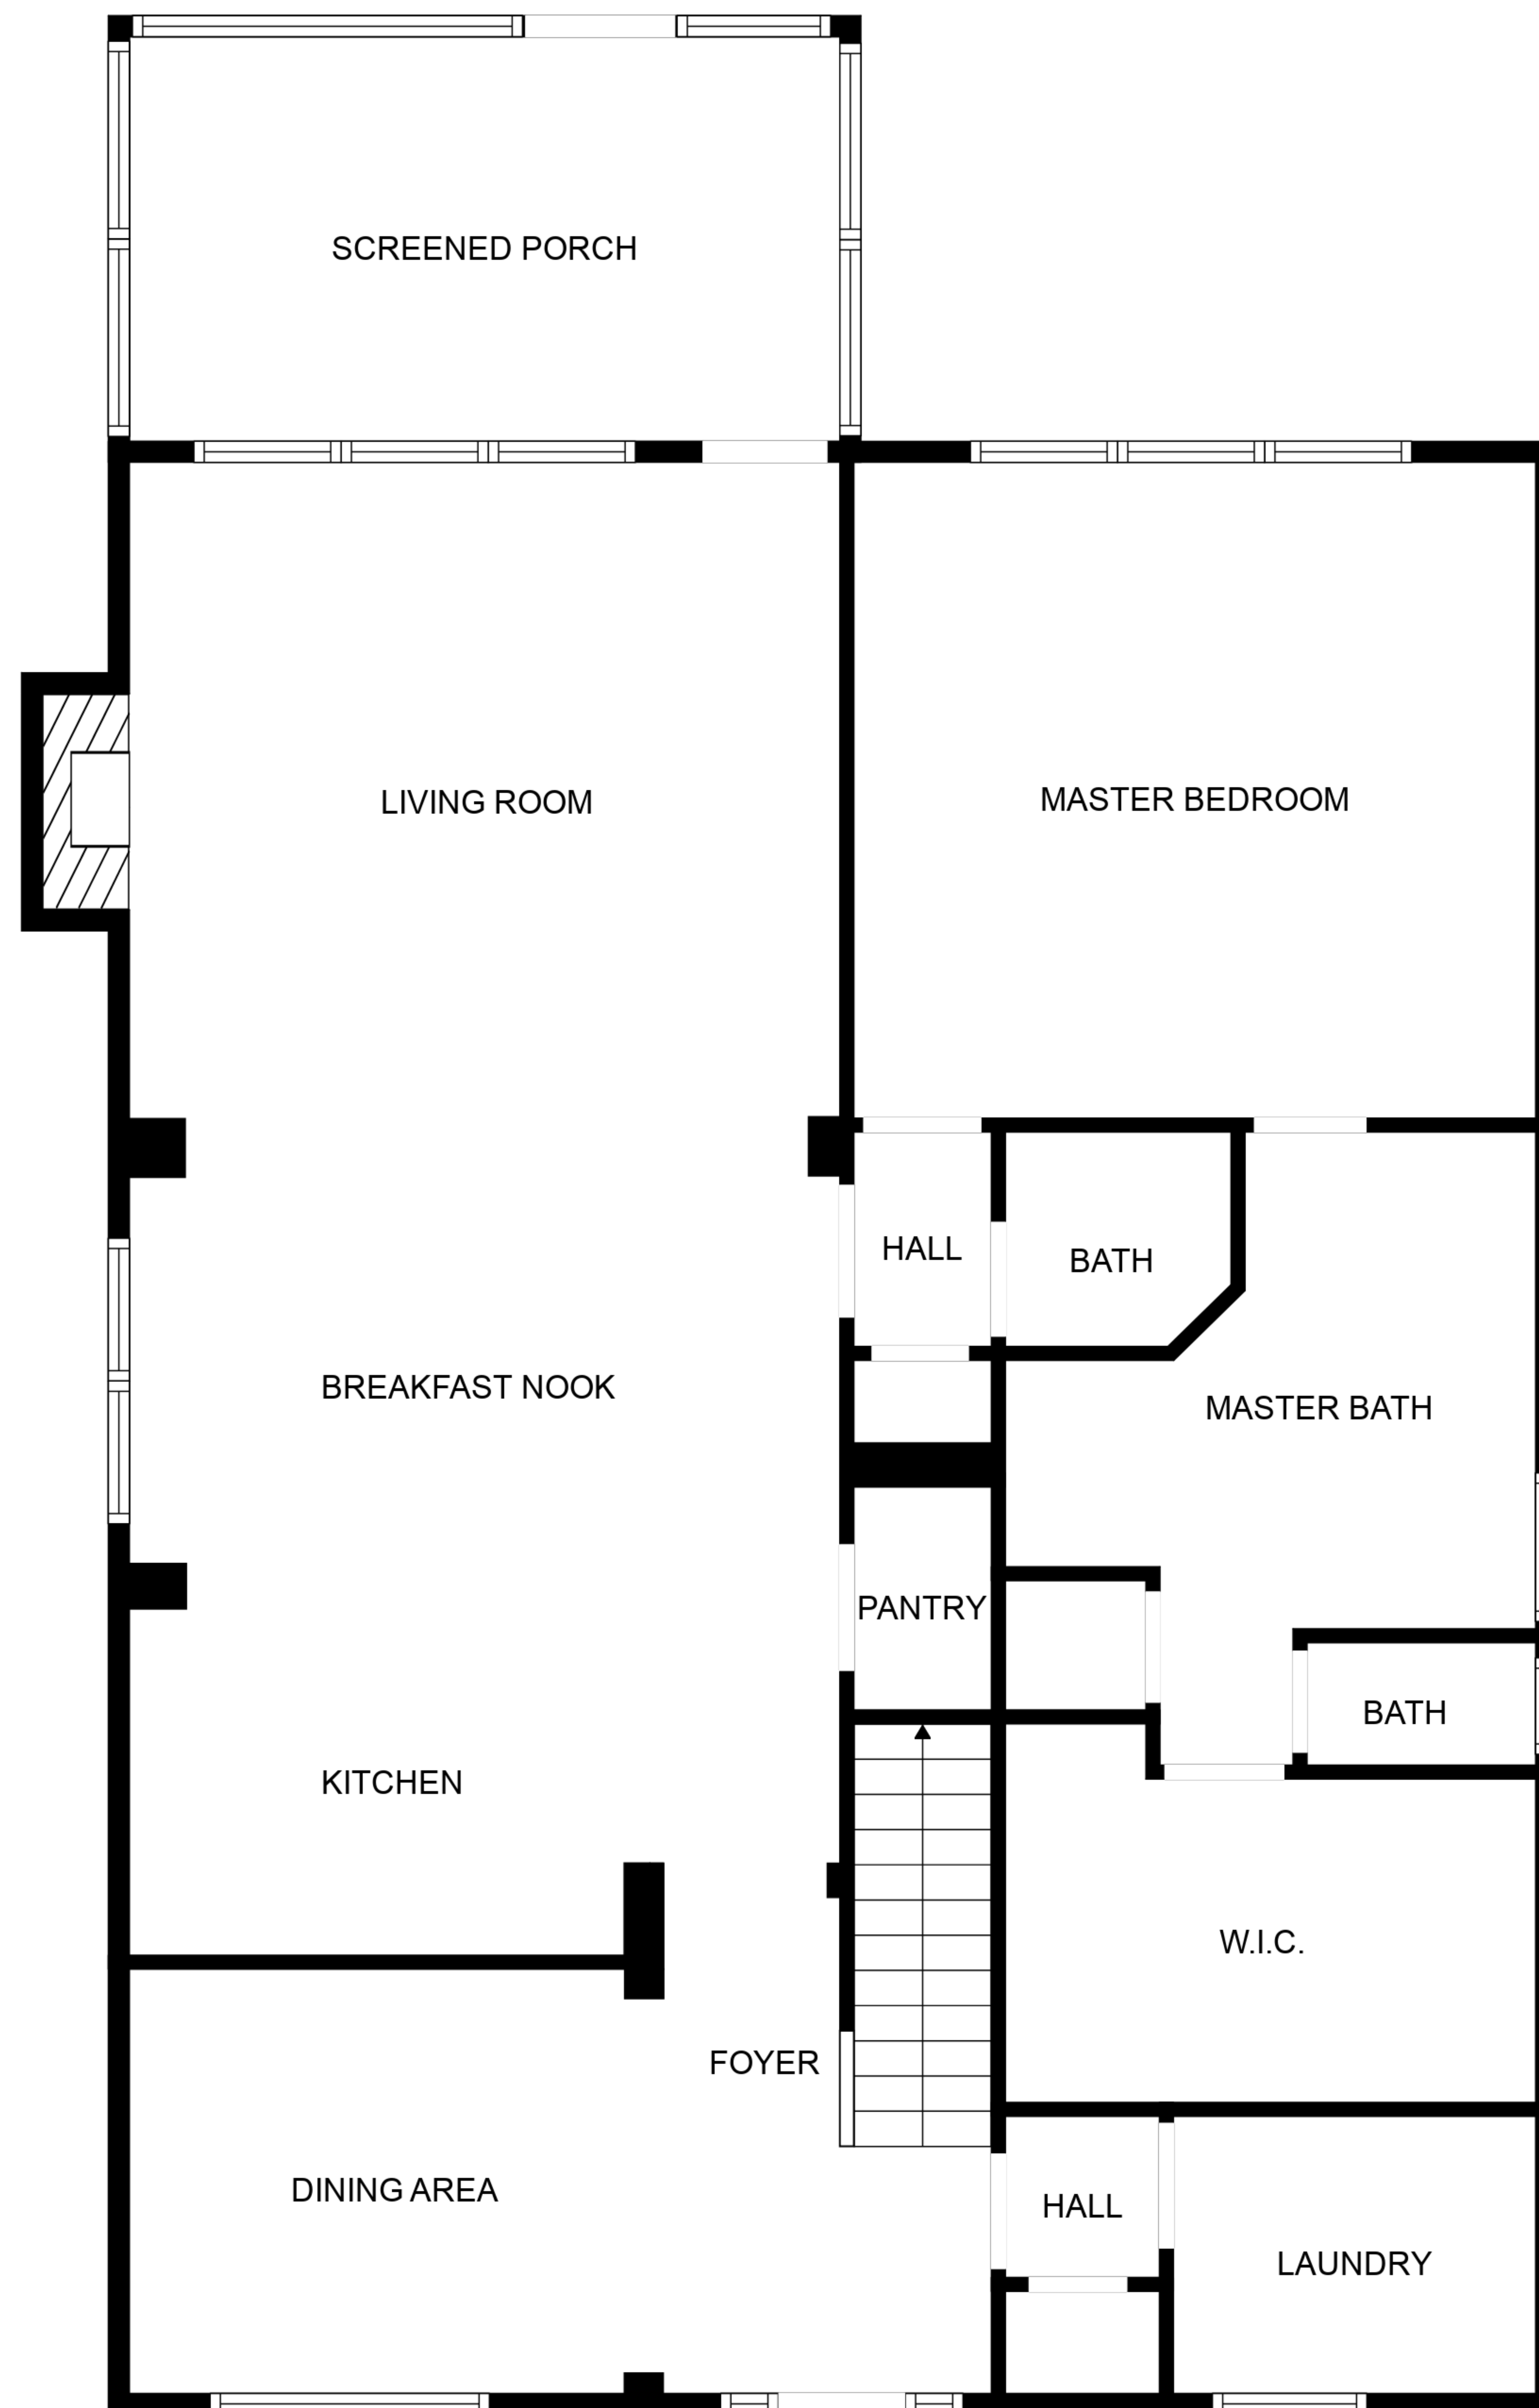 SCREENED PORCH
LIVING ROOM
MASTER BEDROOM
HALL
BATH
BREAKFAST NOOK
MASTER BATH
PANTRY
BATH
KITCHEN
W.I.C.
FOYER
DINING AREA
HALL
LAUNDRY